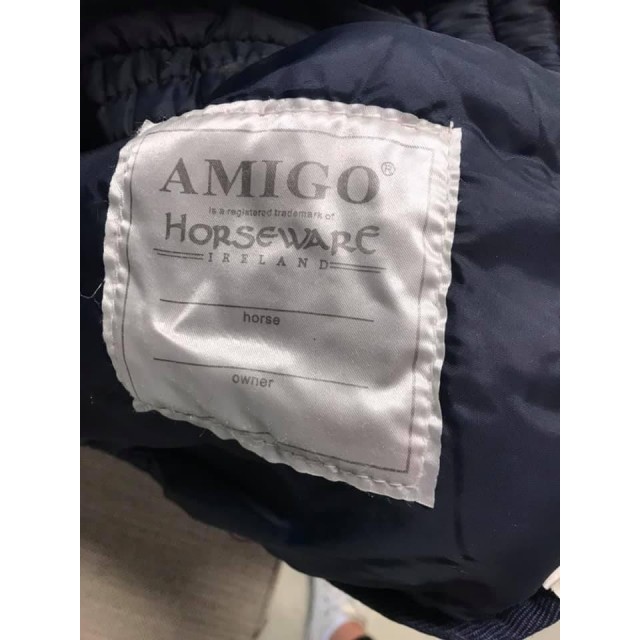 AMIGO®
is a registered trademark of
HORSEWARE
IRELAND
horse
owner